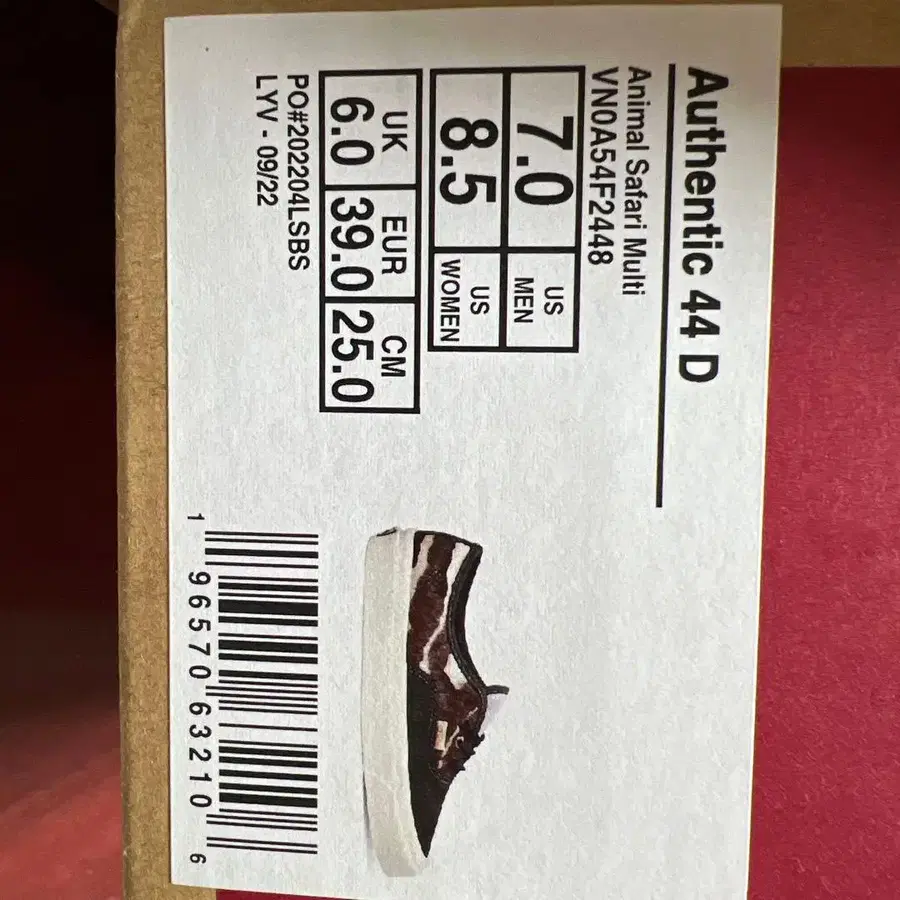 Authentic 44 D
Animal Safari Multi
VN0A54F2448
7.0 US MEN
8.5 US WOMEN
UK EUR CM
6.0 39.0 25.0
PO#202204LSBS
LYV - 09/22
1 96570 63210 6